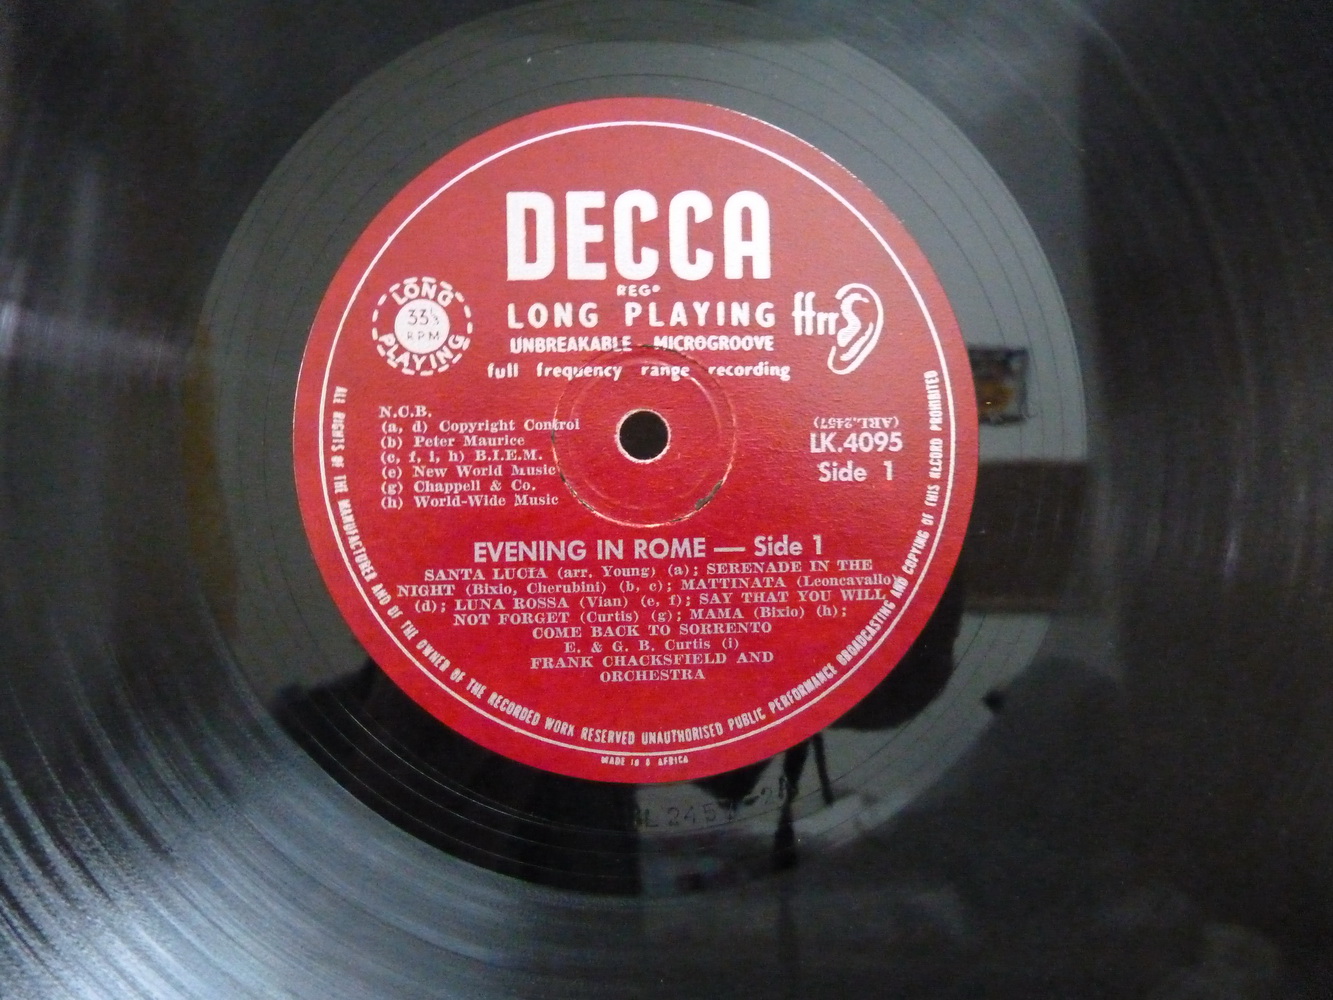 DECCA
REGD
LONG PLAYING ffrr
UNBREAKABLE MICROGROOVE
full frequency range recording
LONG
33⅓
RPM
PLAYING
N.C.B.
(a, d) Copyright Control
(b) Peter Maurice
(c, f, i, h) B.I.E.M.
(e) New World Music
(g) Chappell & Co.
(h) World-Wide Music
(ARL.2457)
LK.4095
Side 1
EVENING IN ROME — Side 1
SANTA LUCIA (arr. Young) (a); SERENADE IN THE
NIGHT (Bixio, Cherubini) (b, c); MATTINATA (Leoncavallo)
(d); LUNA ROSSA (Vian) (e, f); SAY THAT YOU WILL
NOT FORGET (Curtis) (g); MAMA (Bixio) (h);
COME BACK TO SORRENTO
E. & G. B. Curtis (i)
FRANK CHACKSFIELD AND
ORCHESTRA
ALL RIGHTS OF THE MANUFACTURER AND OF THE OWNER OF THE RECORDED WORK RESERVED UNAUTHORISED PUBLIC PERFORMANCE BROADCASTING AND COPYING OF THIS RECORD PROHIBITED
MADE IN S AFRICA